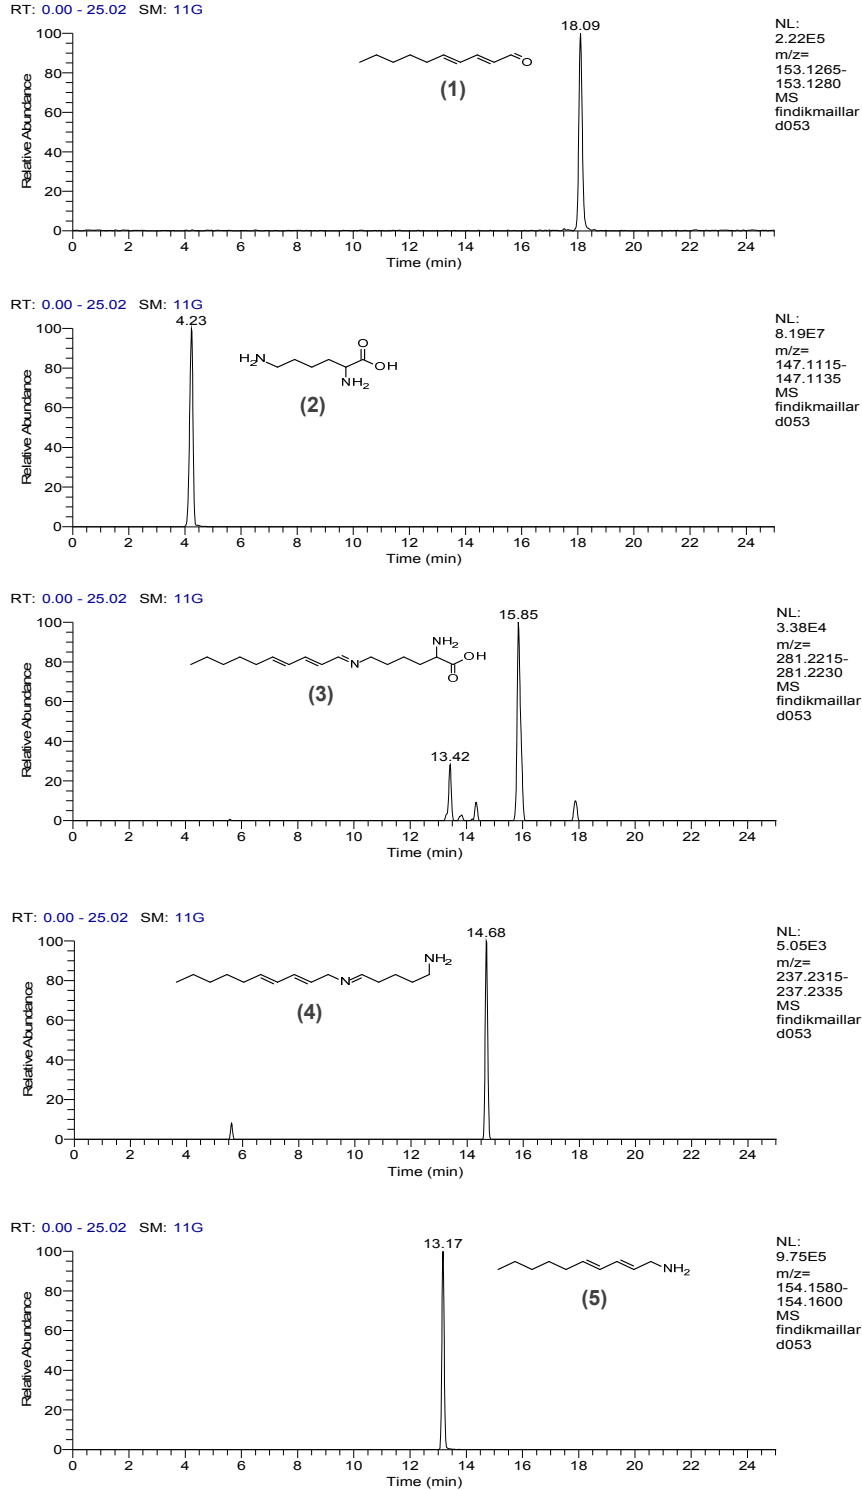 RT: 0.00 - 25.02 SM: 11G
18.09
NL:
2.22E5
m/z=
153.1265-
153.1280
MS
findikmaillar
d053
100
80
60
40
20
0
Relative Abundance
O
(1)
0 2 4 6 8 10 12 14 16 18 20 22 24
Time (min)
RT: 0.00 - 25.02 SM: 11G
4.23
NL:
8.19E7
m/z=
147.1115-
147.1135
MS
findikmaillar
d053
100
80
60
40
20
0
Relative Abundance
O
H2N
OH
NH2
(2)
0 2 4 6 8 10 12 14 16 18 20 22 24
Time (min)
RT: 0.00 - 25.02 SM: 11G
15.85
NL:
3.38E4
m/z=
281.2215-
281.2230
MS
findikmaillar
d053
100
80
60
40
20
0
Relative Abundance
NH2
OH
N
O
(3)
13.42
0 2 4 6 8 10 12 14 16 18 20 22 24
Time (min)
RT: 0.00 - 25.02 SM: 11G
14.68
NL:
5.05E3
m/z=
237.2315-
237.2335
MS
findikmaillar
d053
100
80
60
40
20
0
Relative Abundance
NH2
N
(4)
0 2 4 6 8 10 12 14 16 18 20 22 24
Time (min)
RT: 0.00 - 25.02 SM: 11G
13.17
NL:
9.75E5
m/z=
154.1580-
154.1600
MS
findikmaillar
d053
100
80
60
40
20
0
Relative Abundance
NH2
(5)
0 2 4 6 8 10 12 14 16 18 20 22 24
Time (min)